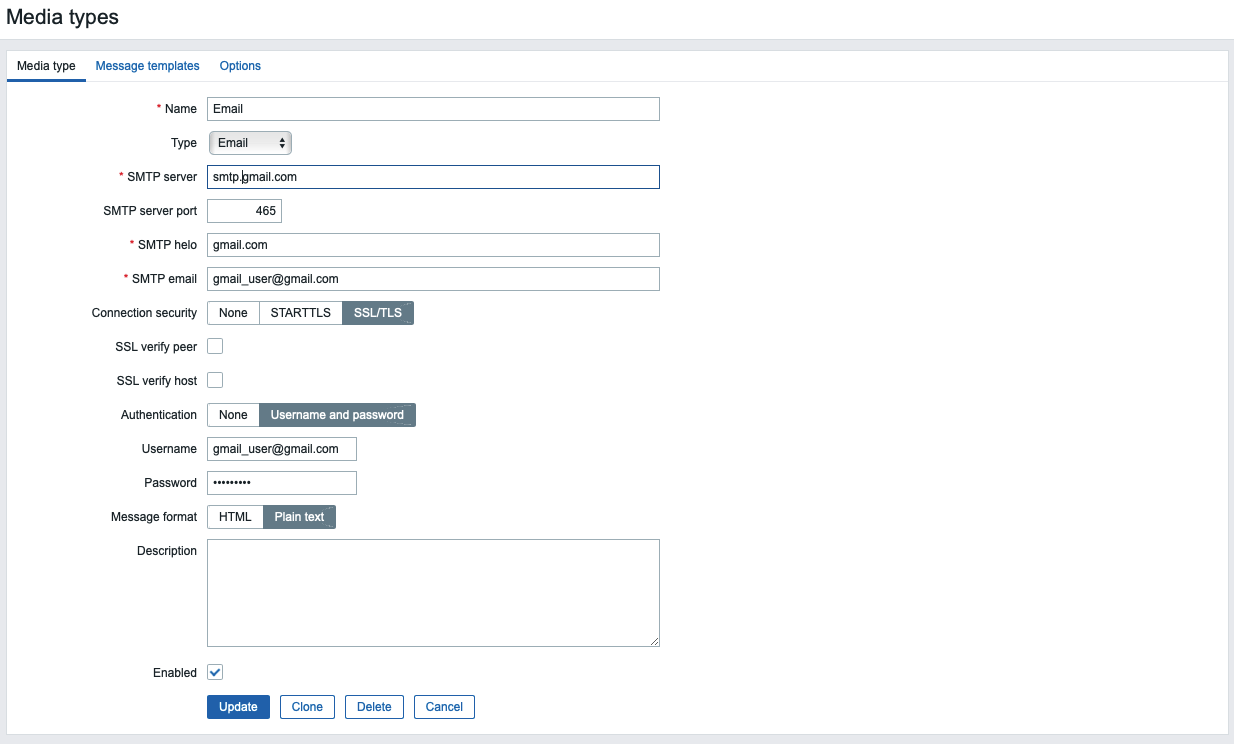 Media types
Media type Message templates Options
* Name Email
Type Email
* SMTP server smtp.gmail.com
SMTP server port 465
* SMTP helo gmail.com
* SMTP email gmail_user@gmail.com
Connection security None STARTTLS SSL/TLS
SSL verify peer
SSL verify host
Authentication None Username and password
Username gmail_user@gmail.com
Password •••••••••
Message format HTML Plain text
Description
Enabled
Update Clone Delete Cancel